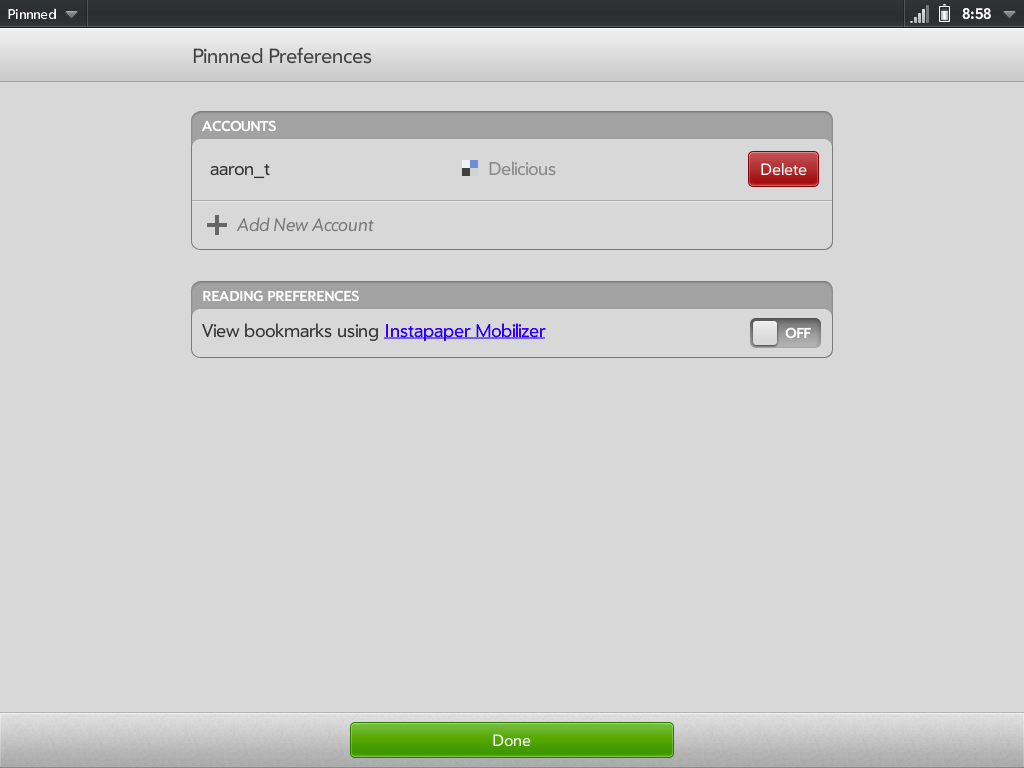 Pinnned
8:58
Pinnned Preferences
ACCOUNTS
aaron_t Delicious Delete
Add New Account
READING PREFERENCES
View bookmarks using Instapaper Mobilizer OFF
Done